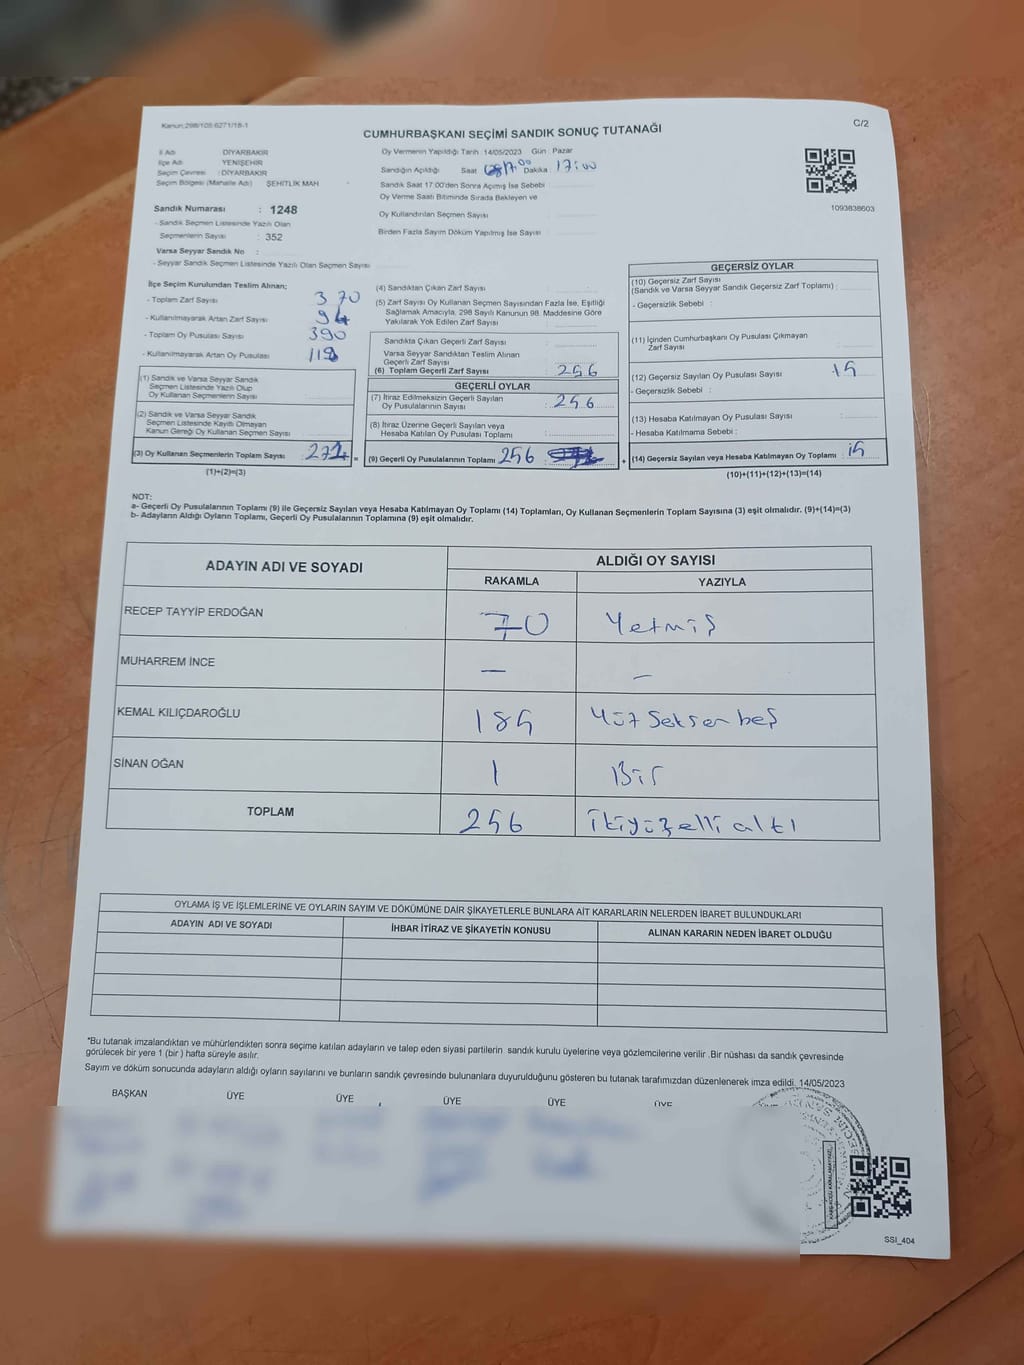 Kanun:298/105:6271/18-1
C/2
CUMHURBAŞKANI SEÇİMİ SANDIK SONUÇ TUTANAĞI
İl Adı : DİYARBAKIR
İlçe Adı : YENİŞEHİR
Seçim Çevresi : DİYARBAKIR
Seçim Bölgesi (Mahalle Adı) : ŞEHİTLİK MAH
Sandık Numarası : 1248
- Sandık Seçmen Listesinde Yazılı Olan
Seçmenlerin Sayısı : 352
Varsa Seyyar Sandık No :
- Seyyar Sandık Seçmen Listesinde Yazılı Olan Seçmen Sayısı :
Oy Vermenin Yapıldığı Tarih : 14/05/2023 Gün : Pazar
Sandığın Açıldığı Saat Dakika : 17:00
Sandık Saat 17:00'den Sonra Açımış İse Sebebi :
Oy Verme Saati Bitiminde Sırada Bekleyen ve
Oy Kullandırılan Seçmen Sayısı :
Birden Fazla Sayım Döküm Yapılmış İse Sayısı :
1093838603
İlçe Seçim Kurulundan Teslim Alınan;
- Toplam Zarf Sayısı : 370
- Kullanılmayarak Artan Zarf Sayısı : 94
- Toplam Oy Pusulası Sayısı : 390
- Kullanılmayarak Artan Oy Pusulası : 118
(1) Sandık ve Varsa Seyyar Sandık
Seçmen Listesinde Yazılı Olup
Oy Kullanan Seçmenlerin Sayısı :
(2) Sandık ve Varsa Seyyar Sandık
Seçmen Listesinde Kayıtlı Olmayan
Kanun Gereği Oy Kullanan Seçmen Sayısı :
(3) Oy Kullanan Seçmenlerin Toplam Sayısı : 271 =
(1)+(2)=(3)
(4) Sandıktan Çıkan Zarf Sayısı :
(5) Zarf Sayısı Oy Kullanan Seçmen Sayısından Fazla İse, Eşitliği
Sağlamak Amacıyla, 298 Sayılı Kanunun 98. Maddesine Göre
Yakılarak Yok Edilen Zarf Sayısı :
Sandıkta Çıkan Geçerli Zarf Sayısı :
Varsa Seyyar Sandıktan Teslim Alınan
Geçerli Zarf Sayısı :
(6) Toplam Geçerli Zarf Sayısı : 256
GEÇERLİ OYLAR
(7) İtiraz Edilmeksizin Geçerli Sayılan
Oy Pusulalarının Sayısı : 256
(8) İtiraz Üzerine Geçerli Sayılan veya
Hesaba Katılan Oy Pusulası Toplamı :
(9) Geçerli Oy Pusulalarının Toplamı 256 : +
GEÇERSİZ OYLAR
(10) Geçersiz Zarf Sayısı
(Sandık ve Varsa Seyyar Sandık Geçersiz Zarf Toplamı) :
- Geçersizlik Sebebi :
(11) İçinden Cumhurbaşkanı Oy Pusulası Çıkmayan
Zarf Sayısı :
(12) Geçersiz Sayılan Oy Pusulası Sayısı : 15
- Geçersizlik Sebebi :
(13) Hesaba Katılmayan Oy Pusulası Sayısı :
- Hesaba Katılmama Sebebi :
(14) Geçersiz Sayılan veya Hesaba Katılmayan Oy Toplamı : 15
(10)+(11)+(12)+(13)=(14)
NOT:
a- Geçerli Oy Pusulalarının Toplamı (9) ile Geçersiz Sayılan veya Hesaba Katılmayan Oy Toplamı (14) Toplamları, Oy Kullanan Seçmenlerin Toplam Sayısına (3) eşit olmalıdır. (9)+(14)=(3)
b- Adayların Aldığı Oyların Toplamı, Geçerli Oy Pusulalarının Toplamına (9) eşit olmalıdır.
ADAYIN ADI VE SOYADI
ALDIĞI OY SAYISI
RAKAMLA YAZIYLA
RECEP TAYYİP ERDOĞAN 70 Yetmiş
MUHARREM İNCE — –
KEMAL KILIÇDAROĞLU 185 Yüz Seksen beş
SİNAN OĞAN 1 Bir
TOPLAM 256 ikiyüzelli altı
OYLAMA İŞ VE İŞLEMLERİNE VE OYLARIN SAYIM VE DÖKÜMÜNE DAİR ŞİKAYETLERLE BUNLARA AİT KARARLARIN NELERDEN İBARET BULUNDUKLARI
ADAYIN ADI VE SOYADI İHBAR İTİRAZ VE ŞİKAYETİN KONUSU ALINAN KARARIN NEDEN İBARET OLDUĞU
*Bu tutanak imzalandıktan ve mühürlendikten sonra seçime katılan adayların ve talep eden siyasi partilerin sandık kurulu üyelerine veya gözlemcilerine verilir .Bir nüshası da sandık çevresinde
görülecek bir yere 1 (bir ) hafta süreyle asılır.
Sayım ve döküm sonucunda adayların aldığı oyların sayılarını ve bunların sandık çevresinde bulunanlara duyurulduğunu gösteren bu tutanak tarafımızdan düzenlenerek imza edildi. 14/05/2023
BAŞKAN ÜYE ÜYE ÜYE ÜYE ÜYE
SSI_404